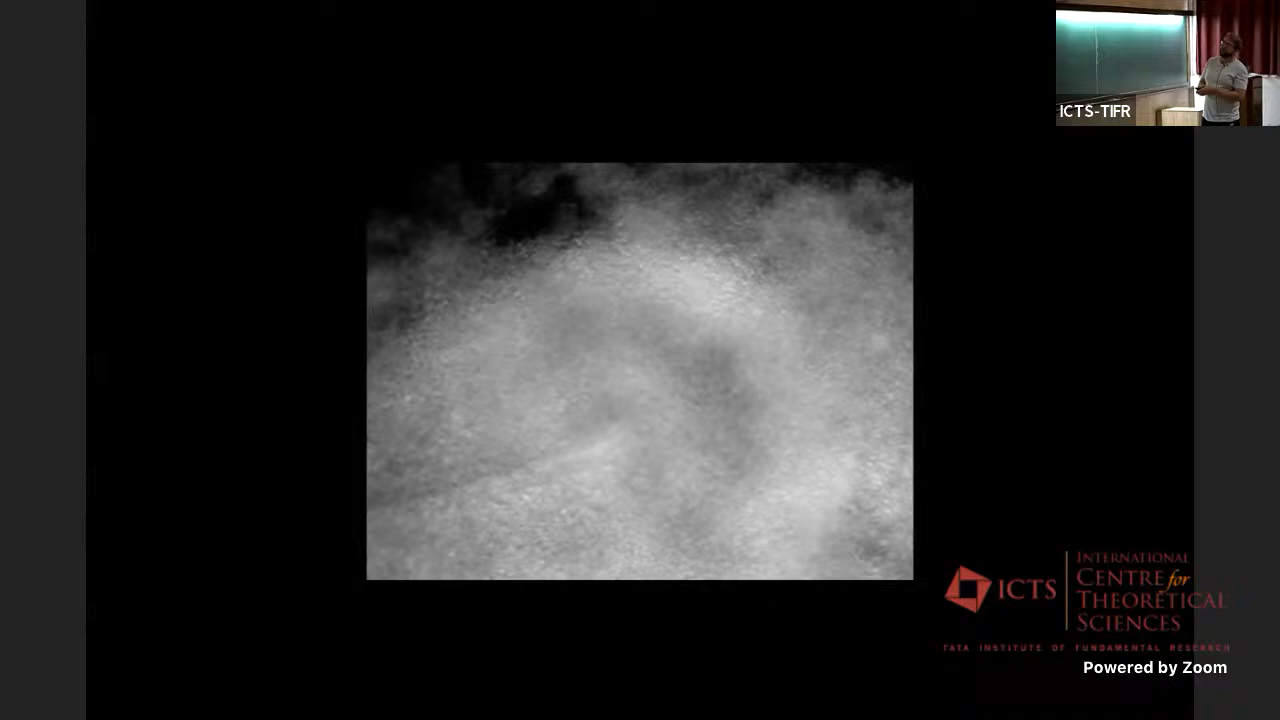 ICTS-TIFR
ICTS
INTERNATIONAL
CENTRE for
THEORETICAL
SCIENCES
TATA INSTITUTE OF FUNDAMENTAL RESEARCH
Powered by Zoom